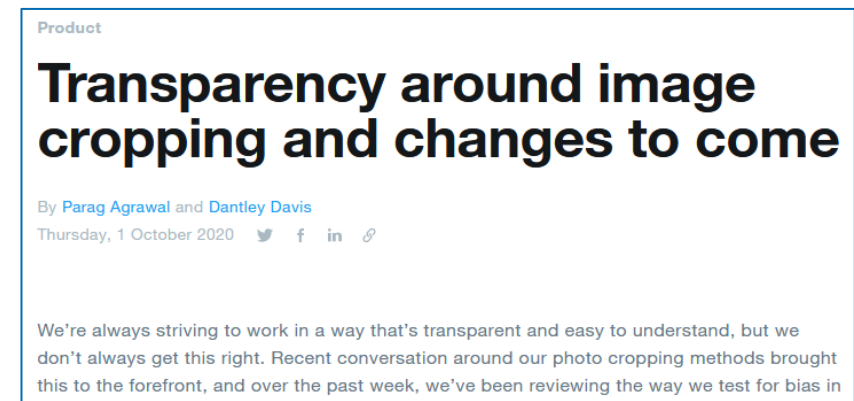 Product
Transparency around image
cropping and changes to come
By Parag Agrawal and Dantley Davis
Thursday, 1 October 2020
We’re always striving to work in a way that’s transparent and easy to understand, but we
don’t always get this right. Recent conversation around our photo cropping methods brought
this to the forefront, and over the past week, we’ve been reviewing the way we test for bias in